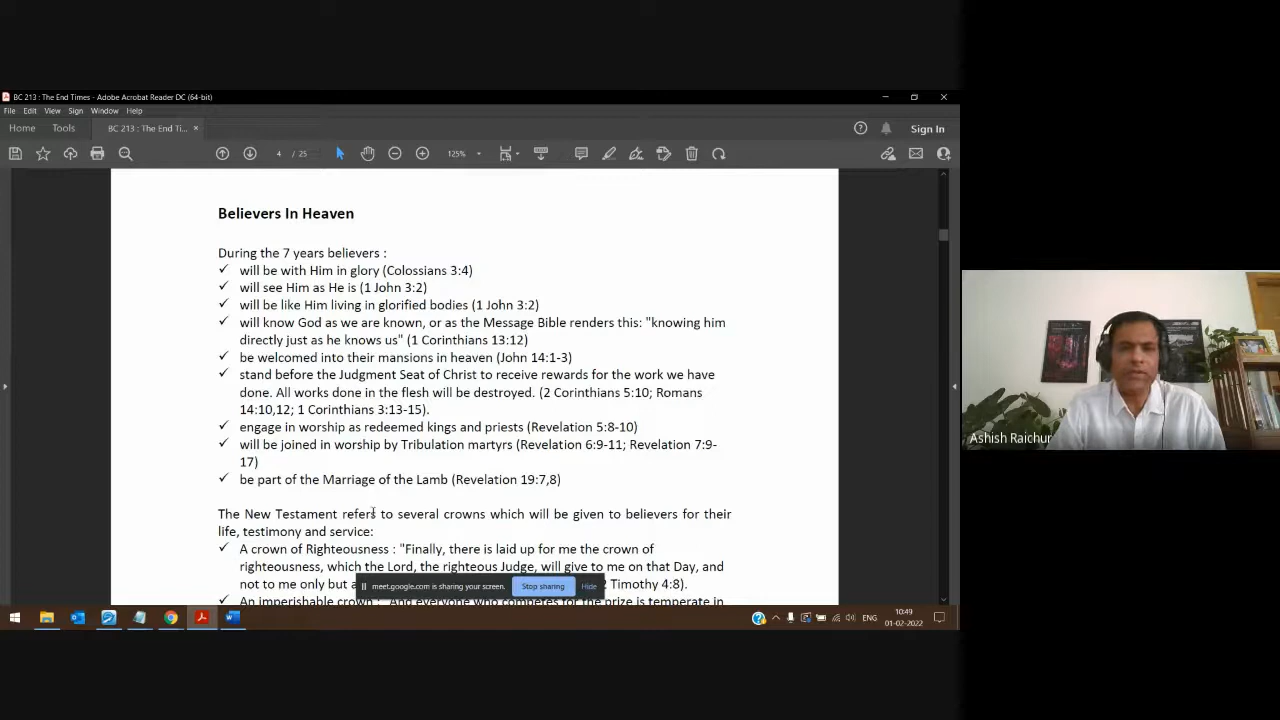 BC 213 : The End Times - Adobe Acrobat Reader DC (64-bit)
File Edit View Sign Window Help
Home Tools BC 213 : The End Ti... × Sign In
4 / 25 125%
Believers In Heaven
During the 7 years believers :
✓ will be with Him in glory (Colossians 3:4)
✓ will see Him as He is (1 John 3:2)
✓ will be like Him living in glorified bodies (1 John 3:2)
✓ will know God as we are known, or as the Message Bible renders this: "knowing him
directly just as he knows us" (1 Corinthians 13:12)
✓ be welcomed into their mansions in heaven (John 14:1-3)
✓ stand before the Judgment Seat of Christ to receive rewards for the work we have
done. All works done in the flesh will be destroyed. (2 Corinthians 5:10; Romans
14:10,12; 1 Corinthians 3:13-15).
✓ engage in worship as redeemed kings and priests (Revelation 5:8-10)
✓ will be joined in worship by Tribulation martyrs (Revelation 6:9-11; Revelation 7:9-
17)
✓ be part of the Marriage of the Lamb (Revelation 19:7,8)
The New Testament refers to several crowns which will be given to believers for their
life, testimony and service:
✓ A crown of Righteousness : "Finally, there is laid up for me the crown of
righteousness, which the Lord, the righteous Judge, will give to me on that Day, and
not to me only but a Timothy 4:8).
✓ An imperishable crown : "And everyone who competes for the prize is temperate in
meet.google.com is sharing your screen. Stop sharing Hide
Ashish Raichur
ENG 10:49
01-02-2022